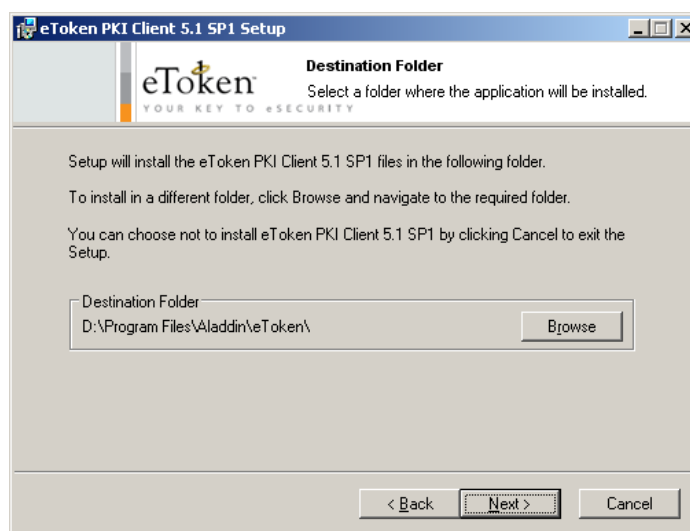 eToken PKI Client 5.1 SP1 Setup
eToken
YOUR KEY TO eSECURITY
Destination Folder
Select a folder where the application will be installed.
Setup will install the eToken PKI Client 5.1 SP1 files in the following folder.
To install in a different folder, click Browse and navigate to the required folder.
You can choose not to install eToken PKI Client 5.1 SP1 by clicking Cancel to exit the
Setup.
Destination Folder
D:\Program Files\Aladdin\eToken\
Browse
< Back
Next >
Cancel